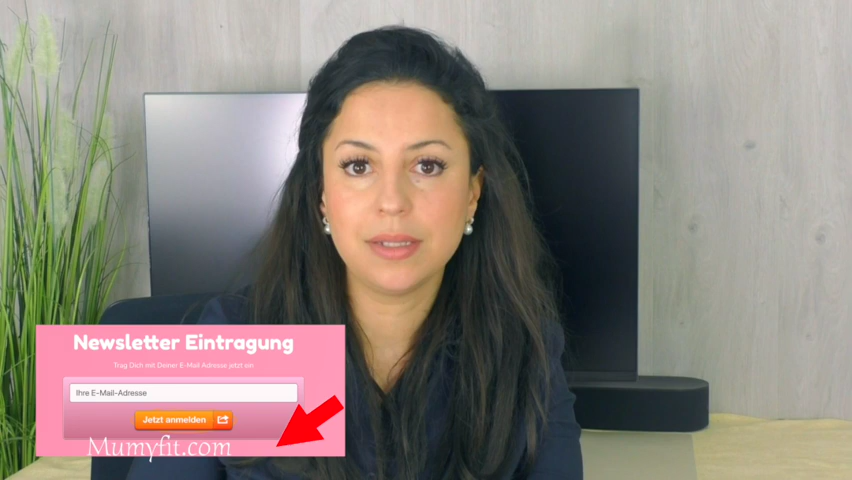 Newsletter Eintragung
Trag Dich mit Deiner E-Mail Adresse jetzt ein
Ihre E-Mail-Adresse
Jetzt anmelden
Mumyfit.com